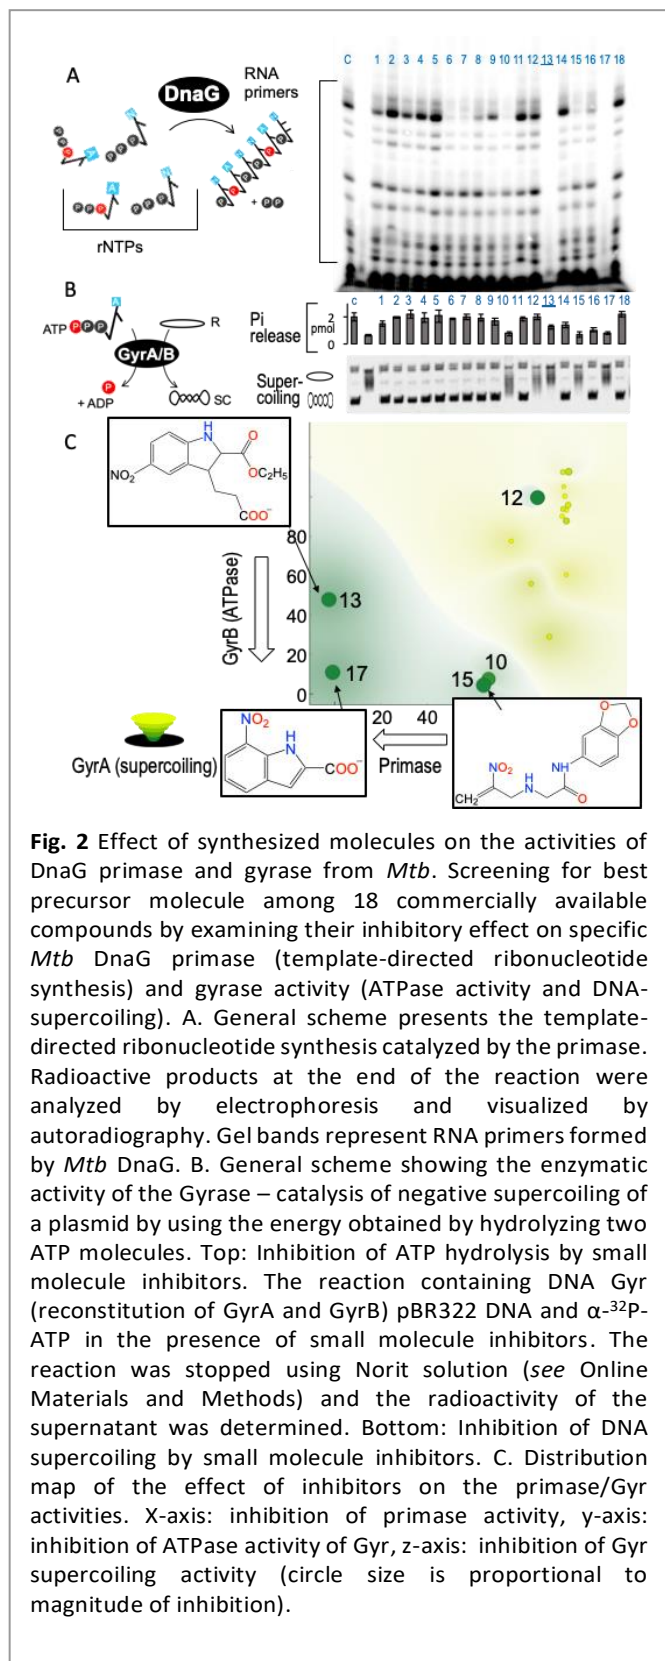 A
DnaG
RNA
primers
P P P A
P P P N
P P P A
P P P N
+ P P
rNTPs
C 1 2 3 4 5 6 7 8 9 10 11 12 13 14 15 16 17 18
B
ATP P P P A
R
GyrA/B
P
+ ADP
SC
Pi
release
pmol
2
0
c 1 2 3 4 5 6 7 8 9 10 11 12 13 14 15 16 17 18
Super-
coiling
C
NO2
H
N
O
OC2H5
COO−
GyrB (ATPase)
80
60
40
20
0
12
13
17
10
15
20 40
Primase
GyrA (supercoiling)
NO2
H
N
COO−
O
O
NO2
NH
CH2
N
H
O
Fig. 2 Effect of synthesized molecules on the activities of
DnaG primase and gyrase from Mtb. Screening for best
precursor molecule among 18 commercially available
compounds by examining their inhibitory effect on specific
Mtb DnaG primase (template-directed ribonucleotide
synthesis) and gyrase activity (ATPase activity and DNA-
supercoiling). A. General scheme presents the template-
directed ribonucleotide synthesis catalyzed by the primase.
Radioactive products at the end of the reaction were
analyzed by electrophoresis and visualized by
autoradiography. Gel bands represent RNA primers formed
by Mtb DnaG. B. General scheme showing the enzymatic
activity of the Gyrase – catalysis of negative supercoiling of
a plasmid by using the energy obtained by hydrolyzing two
ATP molecules. Top: Inhibition of ATP hydrolysis by small
molecule inhibitors. The reaction containing DNA Gyr
(reconstitution of GyrA and GyrB) pBR322 DNA and α-³²P-
ATP in the presence of small molecule inhibitors. The
reaction was stopped using Norit solution (see Online
Materials and Methods) and the radioactivity of the
supernatant was determined. Bottom: Inhibition of DNA
supercoiling by small molecule inhibitors. C. Distribution
map of the effect of inhibitors on the primase/Gyr
activities. X-axis: inhibition of primase activity, y-axis:
inhibition of ATPase activity of Gyr, z-axis: inhibition of Gyr
supercoiling activity (circle size is proportional to
magnitude of inhibition).